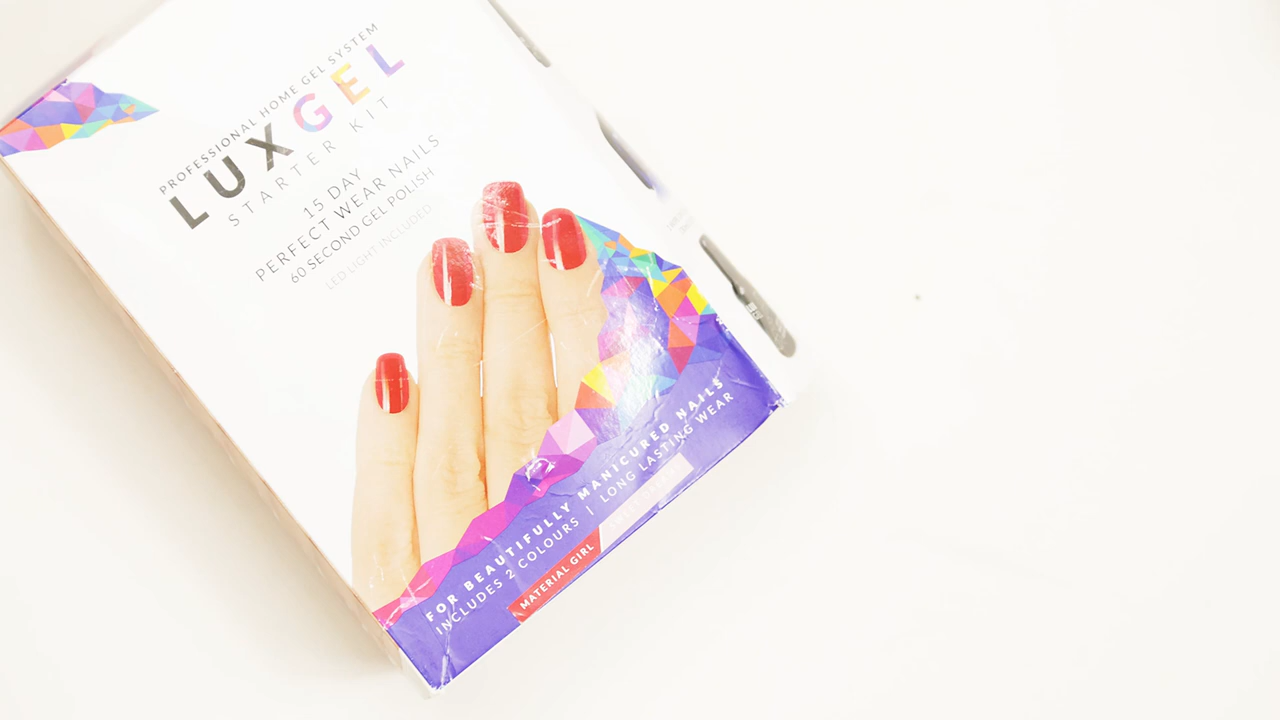 PROFESSIONAL HOME GEL SYSTEM
LUXGEL
STARTER KIT
15 DAY
PERFECT WEAR NAILS
60 SECOND GEL POLISH
LED LIGHT INCLUDED
FOR BEAUTIFULLY MANICURED NAILS
INCLUDES 2 COLOURS | LONG LASTING WEAR
MATERIAL GIRL